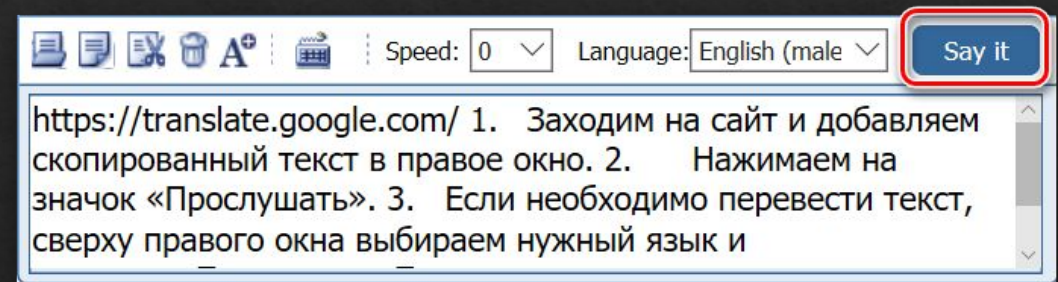 Speed: 0 Language: English (male Say it
https://translate.google.com/ 1. Заходим на сайт и добавляем
скопированный текст в правое окно. 2. Нажимаем на
значок «Прослушать». 3. Если необходимо перевести текст,
сверху правого окна выбираем нужный язык и